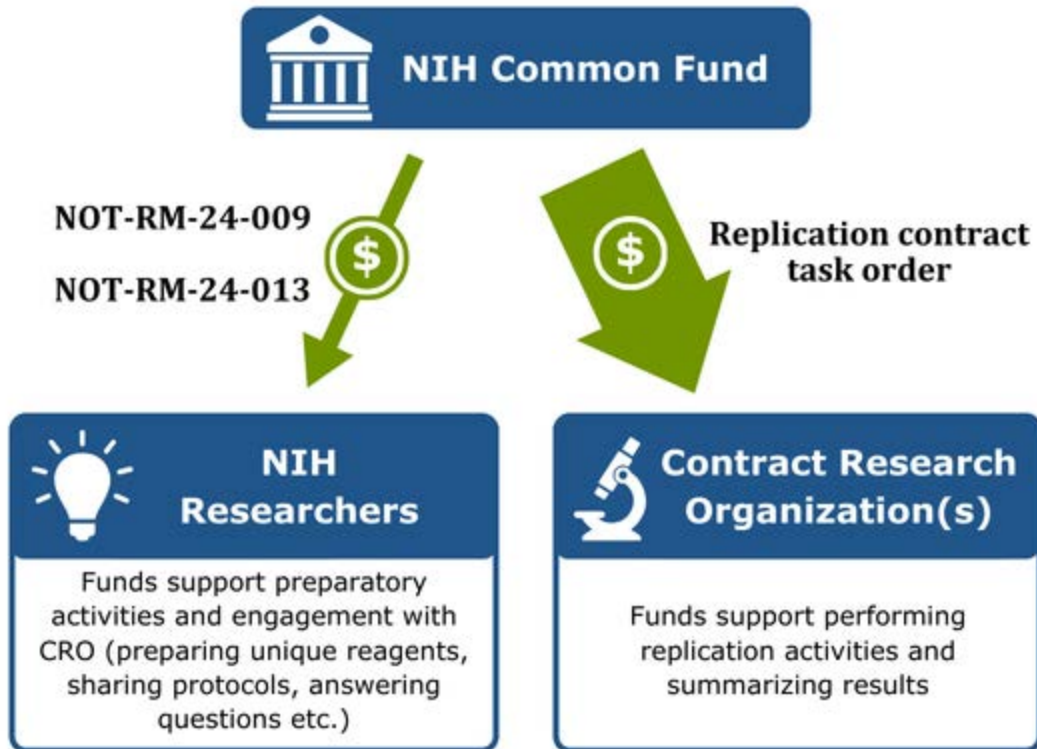 NIH Common Fund
NOT-RM-24-009
NOT-RM-24-013
$
$
Replication contract
task order
NIH
Researchers
Funds support preparatory
activities and engagement with
CRO (preparing unique reagents,
sharing protocols, answering
questions etc.)
Contract Research
Organization(s)
Funds support performing
replication activities and
summarizing results